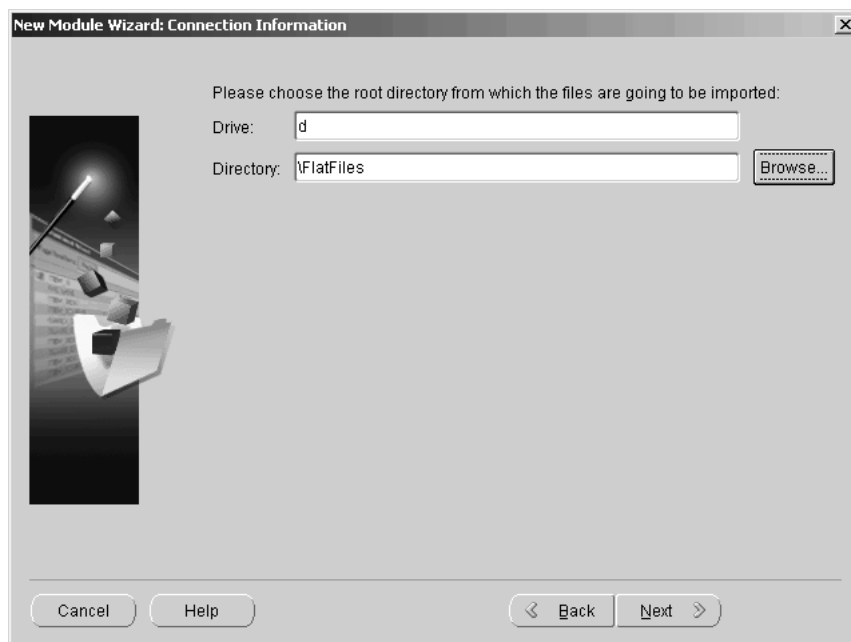 New Module Wizard: Connection Information
Please choose the root directory from which the files are going to be imported:
Drive: d
Directory: \FlatFiles Browse...
Cancel Help Back Next